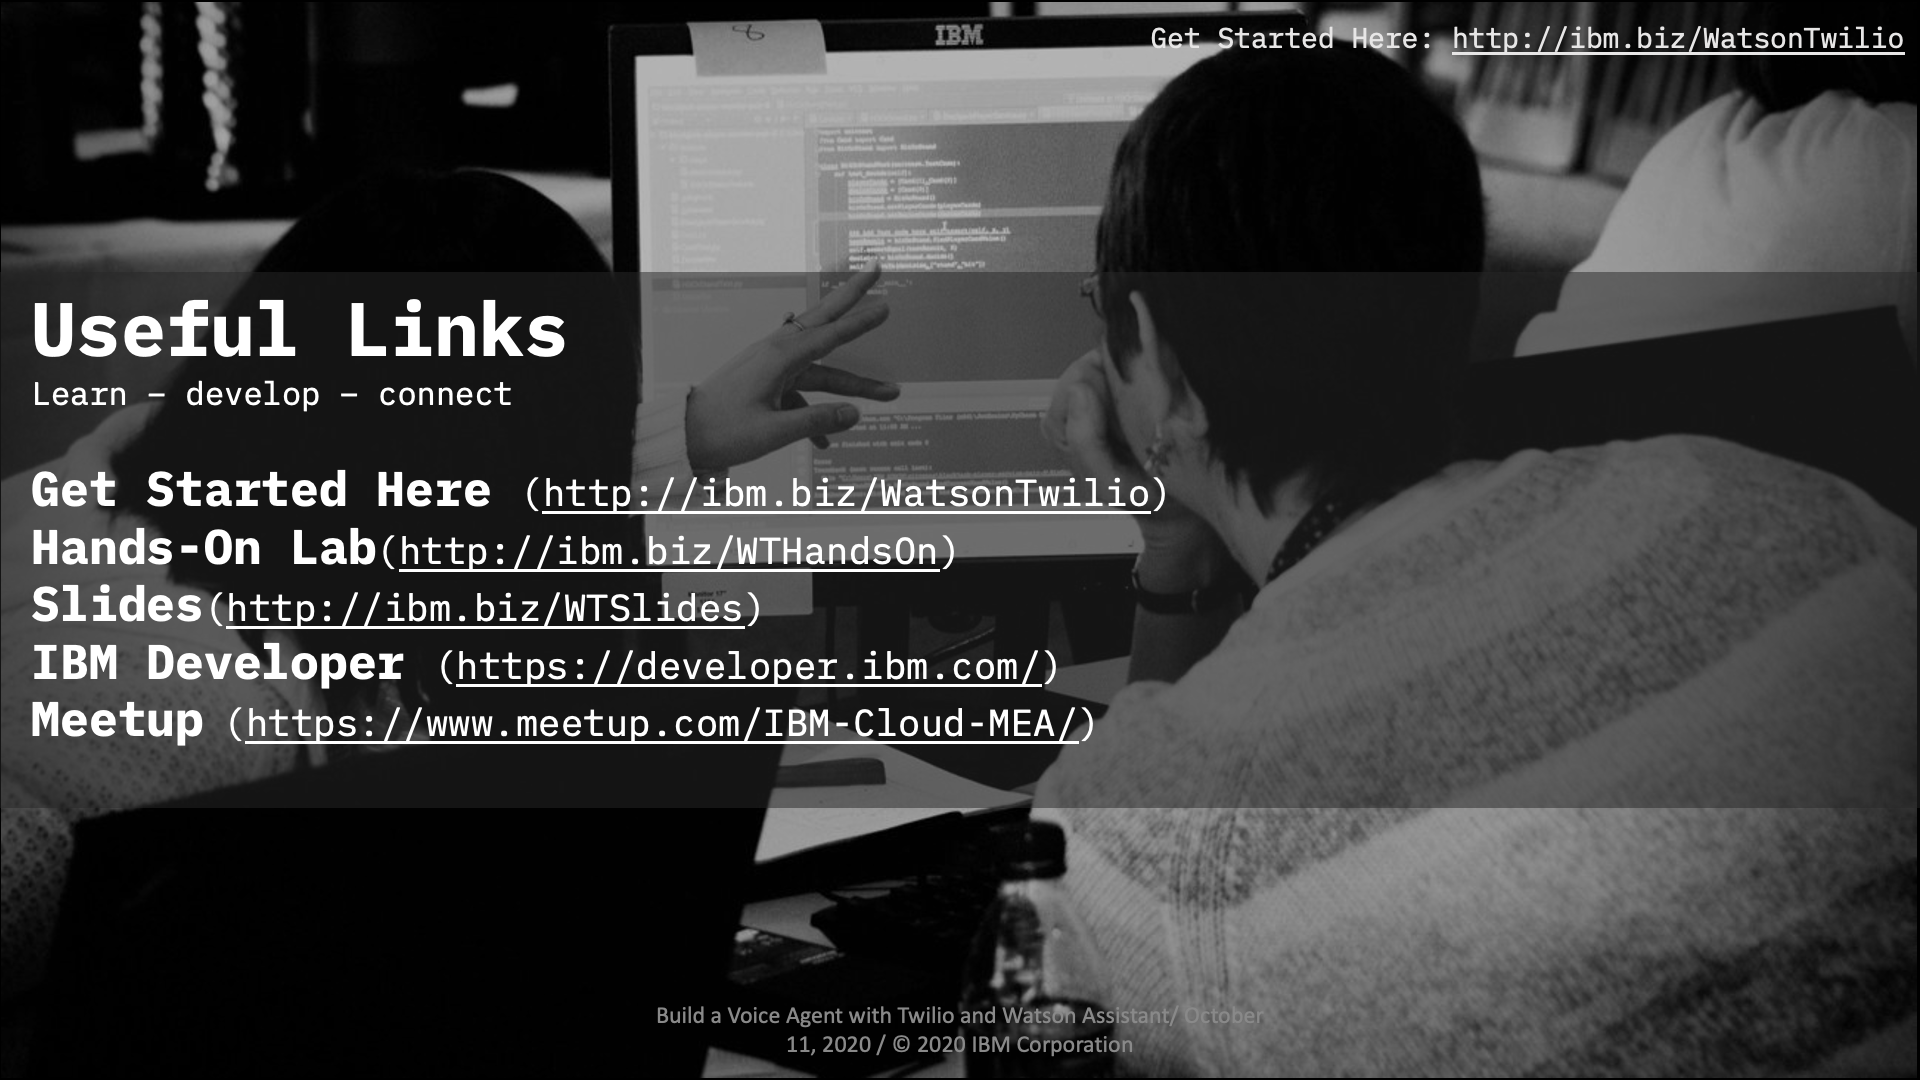 8
IBM
Get Started Here: http://ibm.biz/WatsonTwilio
Useful Links
Learn – develop – connect
Get Started Here (http://ibm.biz/WatsonTwilio)
Hands-On Lab(http://ibm.biz/WTHandsOn)
Slides(http://ibm.biz/WTSlides)
IBM Developer (https://developer.ibm.com/)
Meetup (https://www.meetup.com/IBM-Cloud-MEA/)
Build a Voice Agent with Twilio and Watson Assistant/ October
11, 2020 / © 2020 IBM Corporation